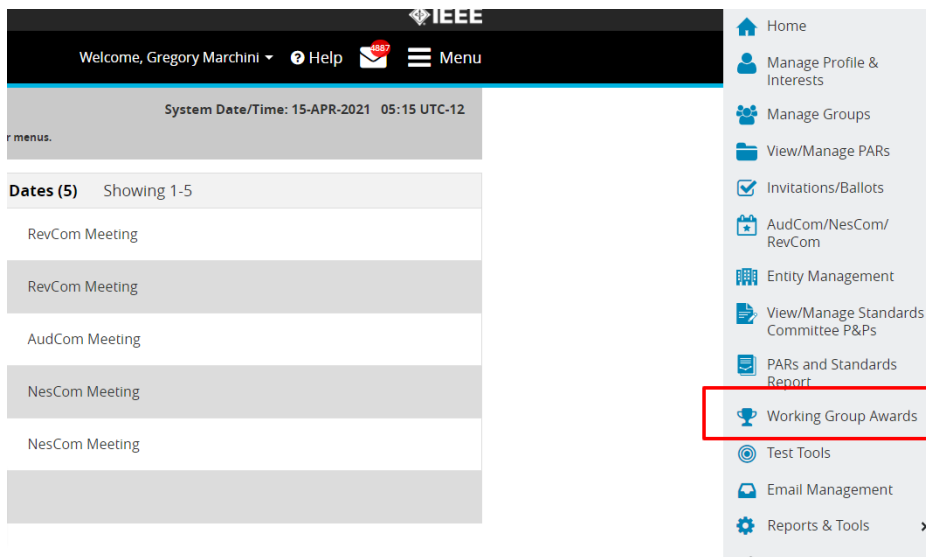 IEEE
Welcome, Gregory Marchini
Help
4887
Menu
System Date/Time: 15-APR-2021 05:15 UTC-12
r menus.
Dates (5) Showing 1-5
RevCom Meeting
RevCom Meeting
AudCom Meeting
NesCom Meeting
NesCom Meeting
Home
Manage Profile &
Interests
Manage Groups
View/Manage PARs
Invitations/Ballots
AudCom/NesCom/
RevCom
Entity Management
View/Manage Standards
Committee P&Ps
PARs and Standards
Report
Working Group Awards
Test Tools
Email Management
Reports & Tools